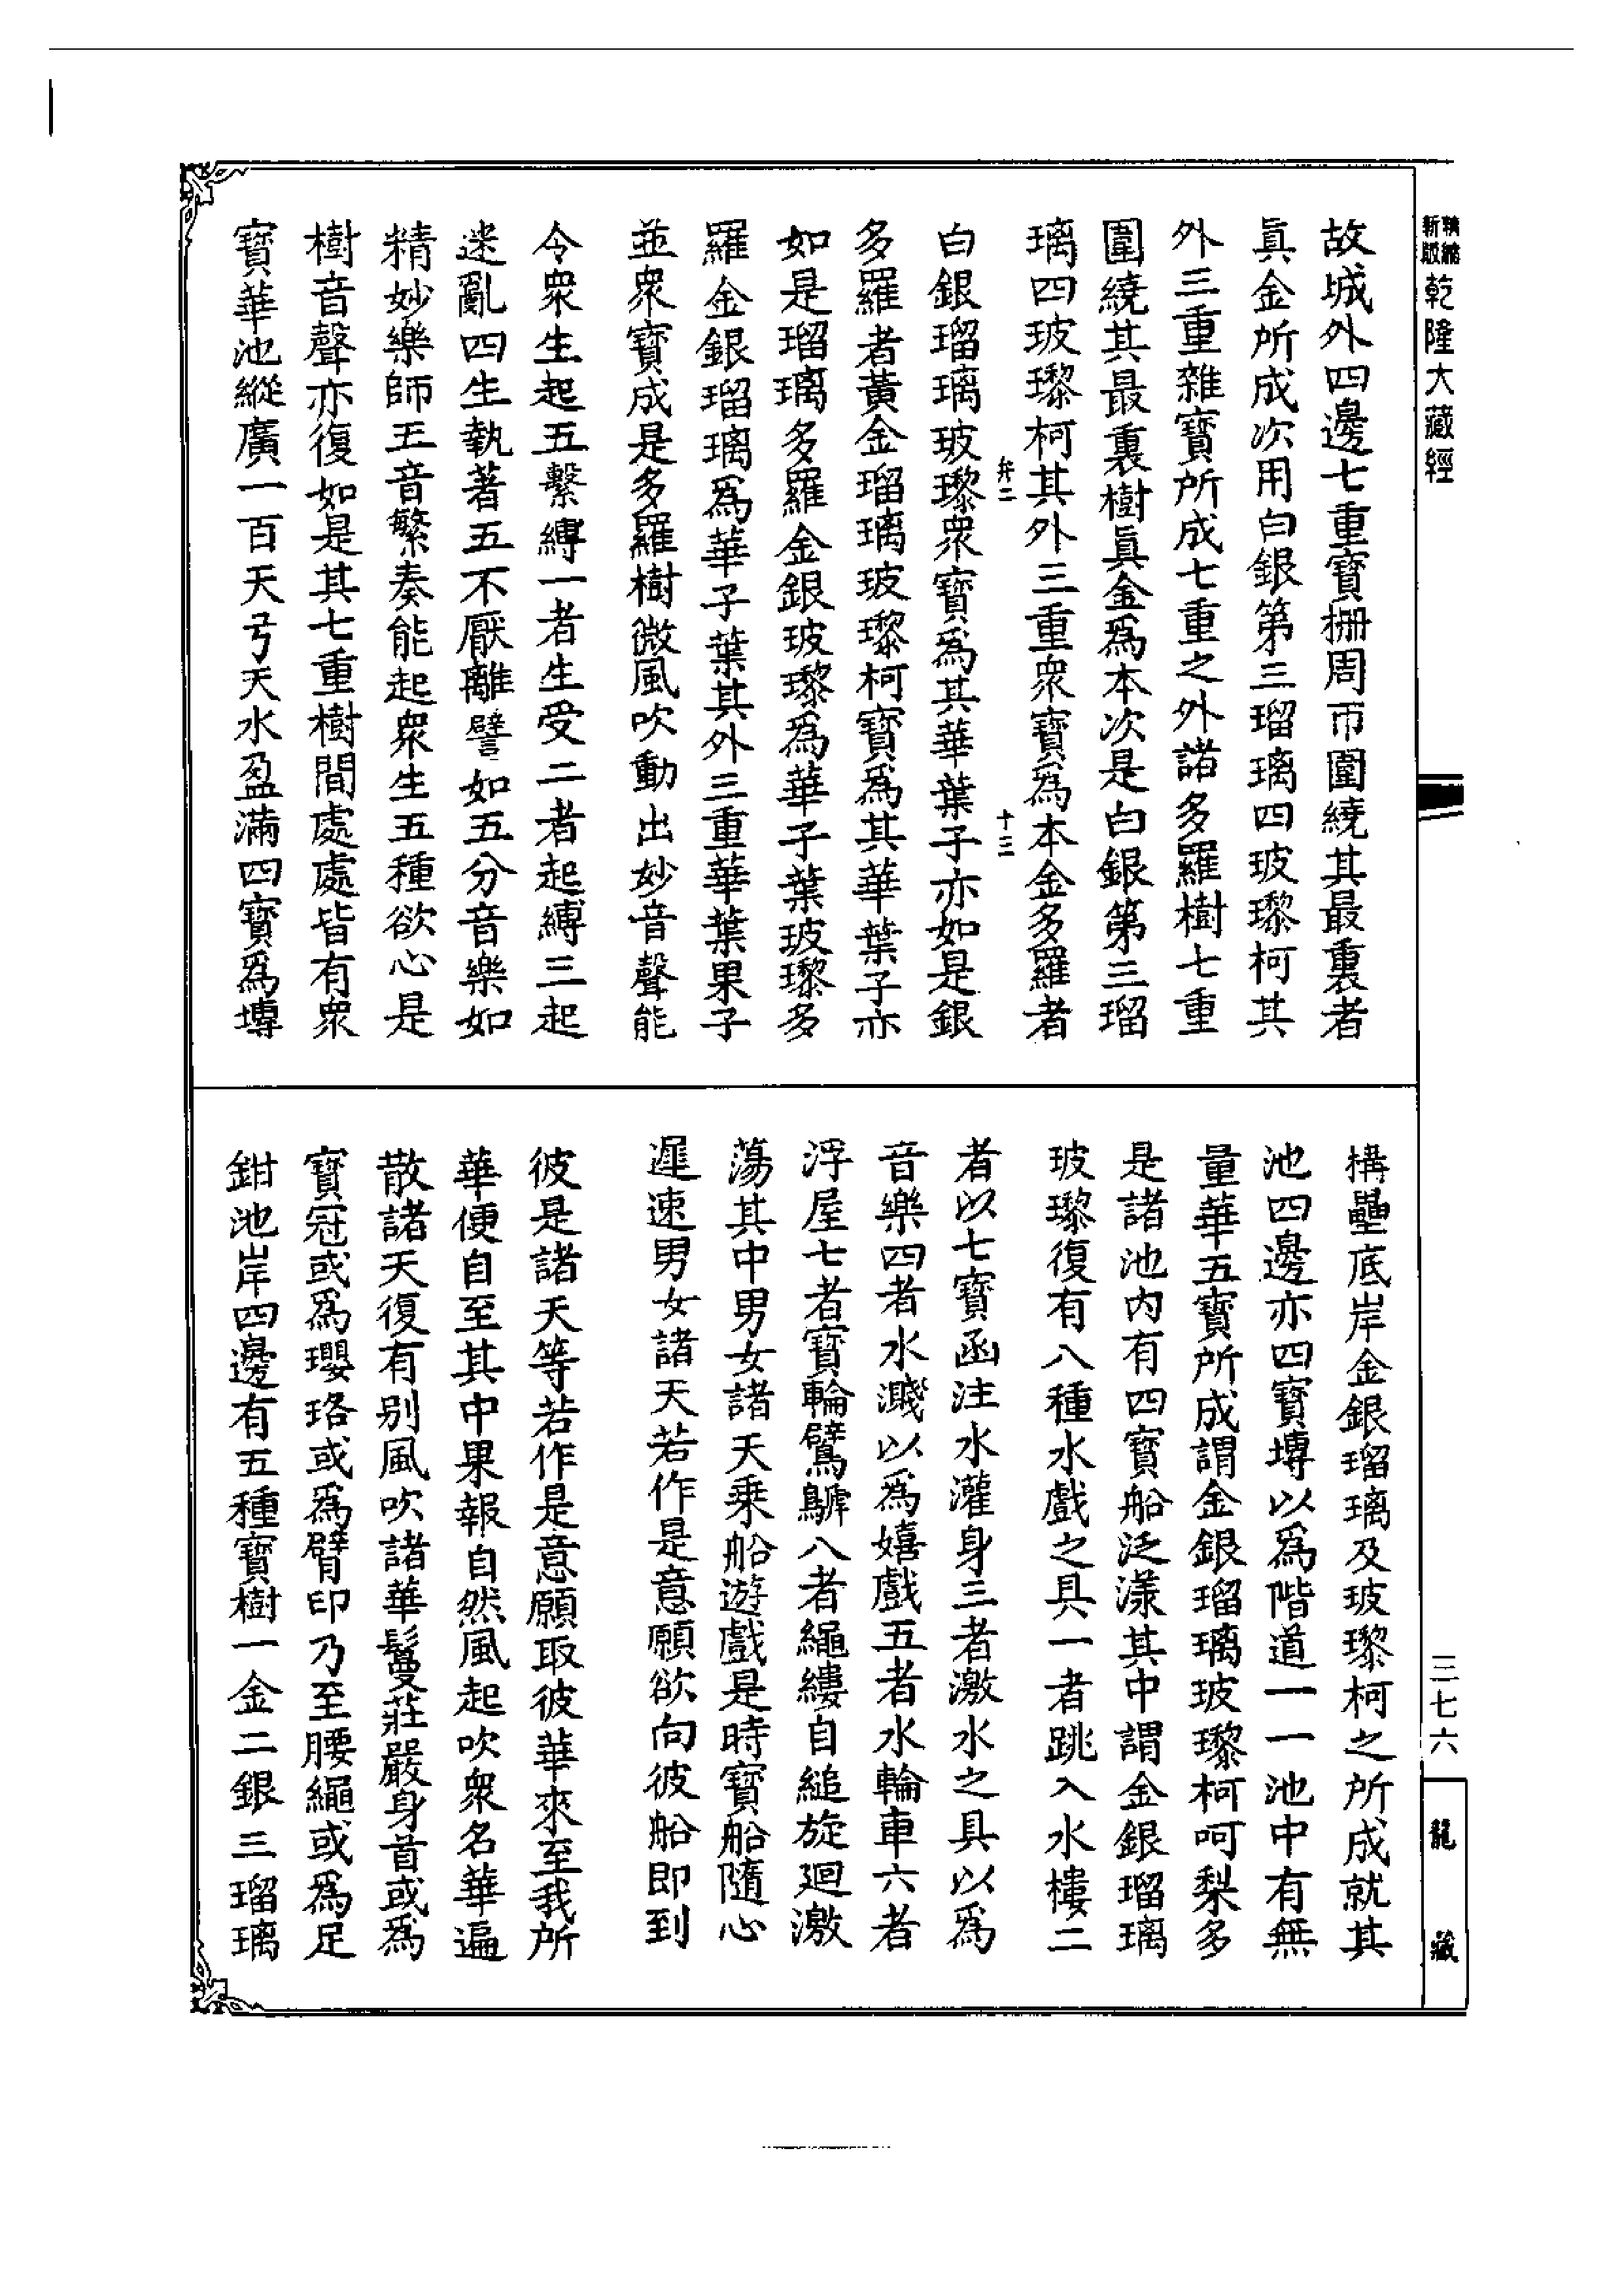 新縮
版編
乾隆大藏經
故城外四邊七重寶柵周帀圍繞其最裏者
真金所成次用白銀第三瑠璃四玻瓈柯其
外三重雜寶所成七重之外諸多羅樹七重
圍繞其最裏樹真金爲本次是白銀第三瑠
璃四玻瓈柯其外三重衆寶爲本金多羅者
弁二 十三
白銀瑠璃玻瓈衆寶爲其華葉子亦如是銀
多羅者黃金瑠璃玻瓈柯寶爲其華葉子亦
如是瑠璃多羅金銀玻瓈爲華子葉玻瓈多
羅金銀瑠璃爲華子葉其外三重華葉果子
並衆寶成是多羅樹微風吹動出妙音聲能
令衆生起五繫縛一者生受二者起縛三起
迷亂四生執著五不厭離譬如五分音樂如
精妙樂師五音繁奏能起衆生五種欲心是
樹音聲亦復如是其七重樹間處處皆有衆
寶華池縱廣一百天弓天水盈滿四寶爲塼
構壘底岸金銀瑠璃及玻瓈柯之所成就其
池四邊亦四寶塼以爲階道一一池中有無
量華五寶所成謂金銀瑠璃玻瓈柯呵梨多
是諸池内有四寶船泛漾其中謂金銀瑠璃
玻瓈復有八種水戲之具一者跳入水樓二
者以七寶函注水灌身三者激水之具以爲
音樂四者水濺以爲嬉戲五者水輪車六者
浮屋七者寶輪鸊鷈八者繩縷自縋旋迴激
蕩其中男女諸天乘船遊戲是時寶船隨心
遲速男女諸天若作是意願欲向彼船即到
彼是諸天等若作是意願取彼華來至我所
華便自至其中果報自然風起吹衆名華遍
散諸天復有別風吹諸華鬘莊嚴身首或爲
寶冠或爲瓔珞或爲臂印乃至腰繩或爲足
鉗池岸四邊有五種寶樹一金二銀三瑠璃
三七六
龍藏